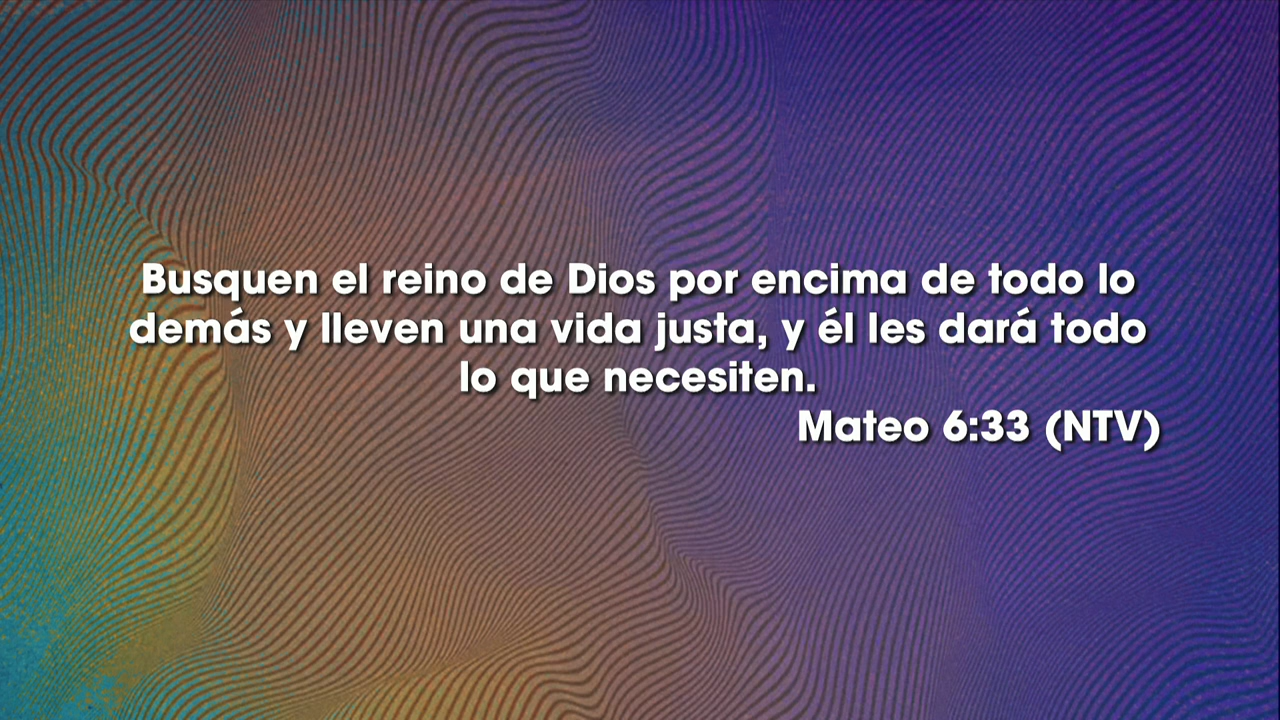 Busquen el reino de Dios por encima de todo lo
demás y lleven una vida justa, y él les dará todo
lo que necesiten.
Mateo 6:33 (NTV)